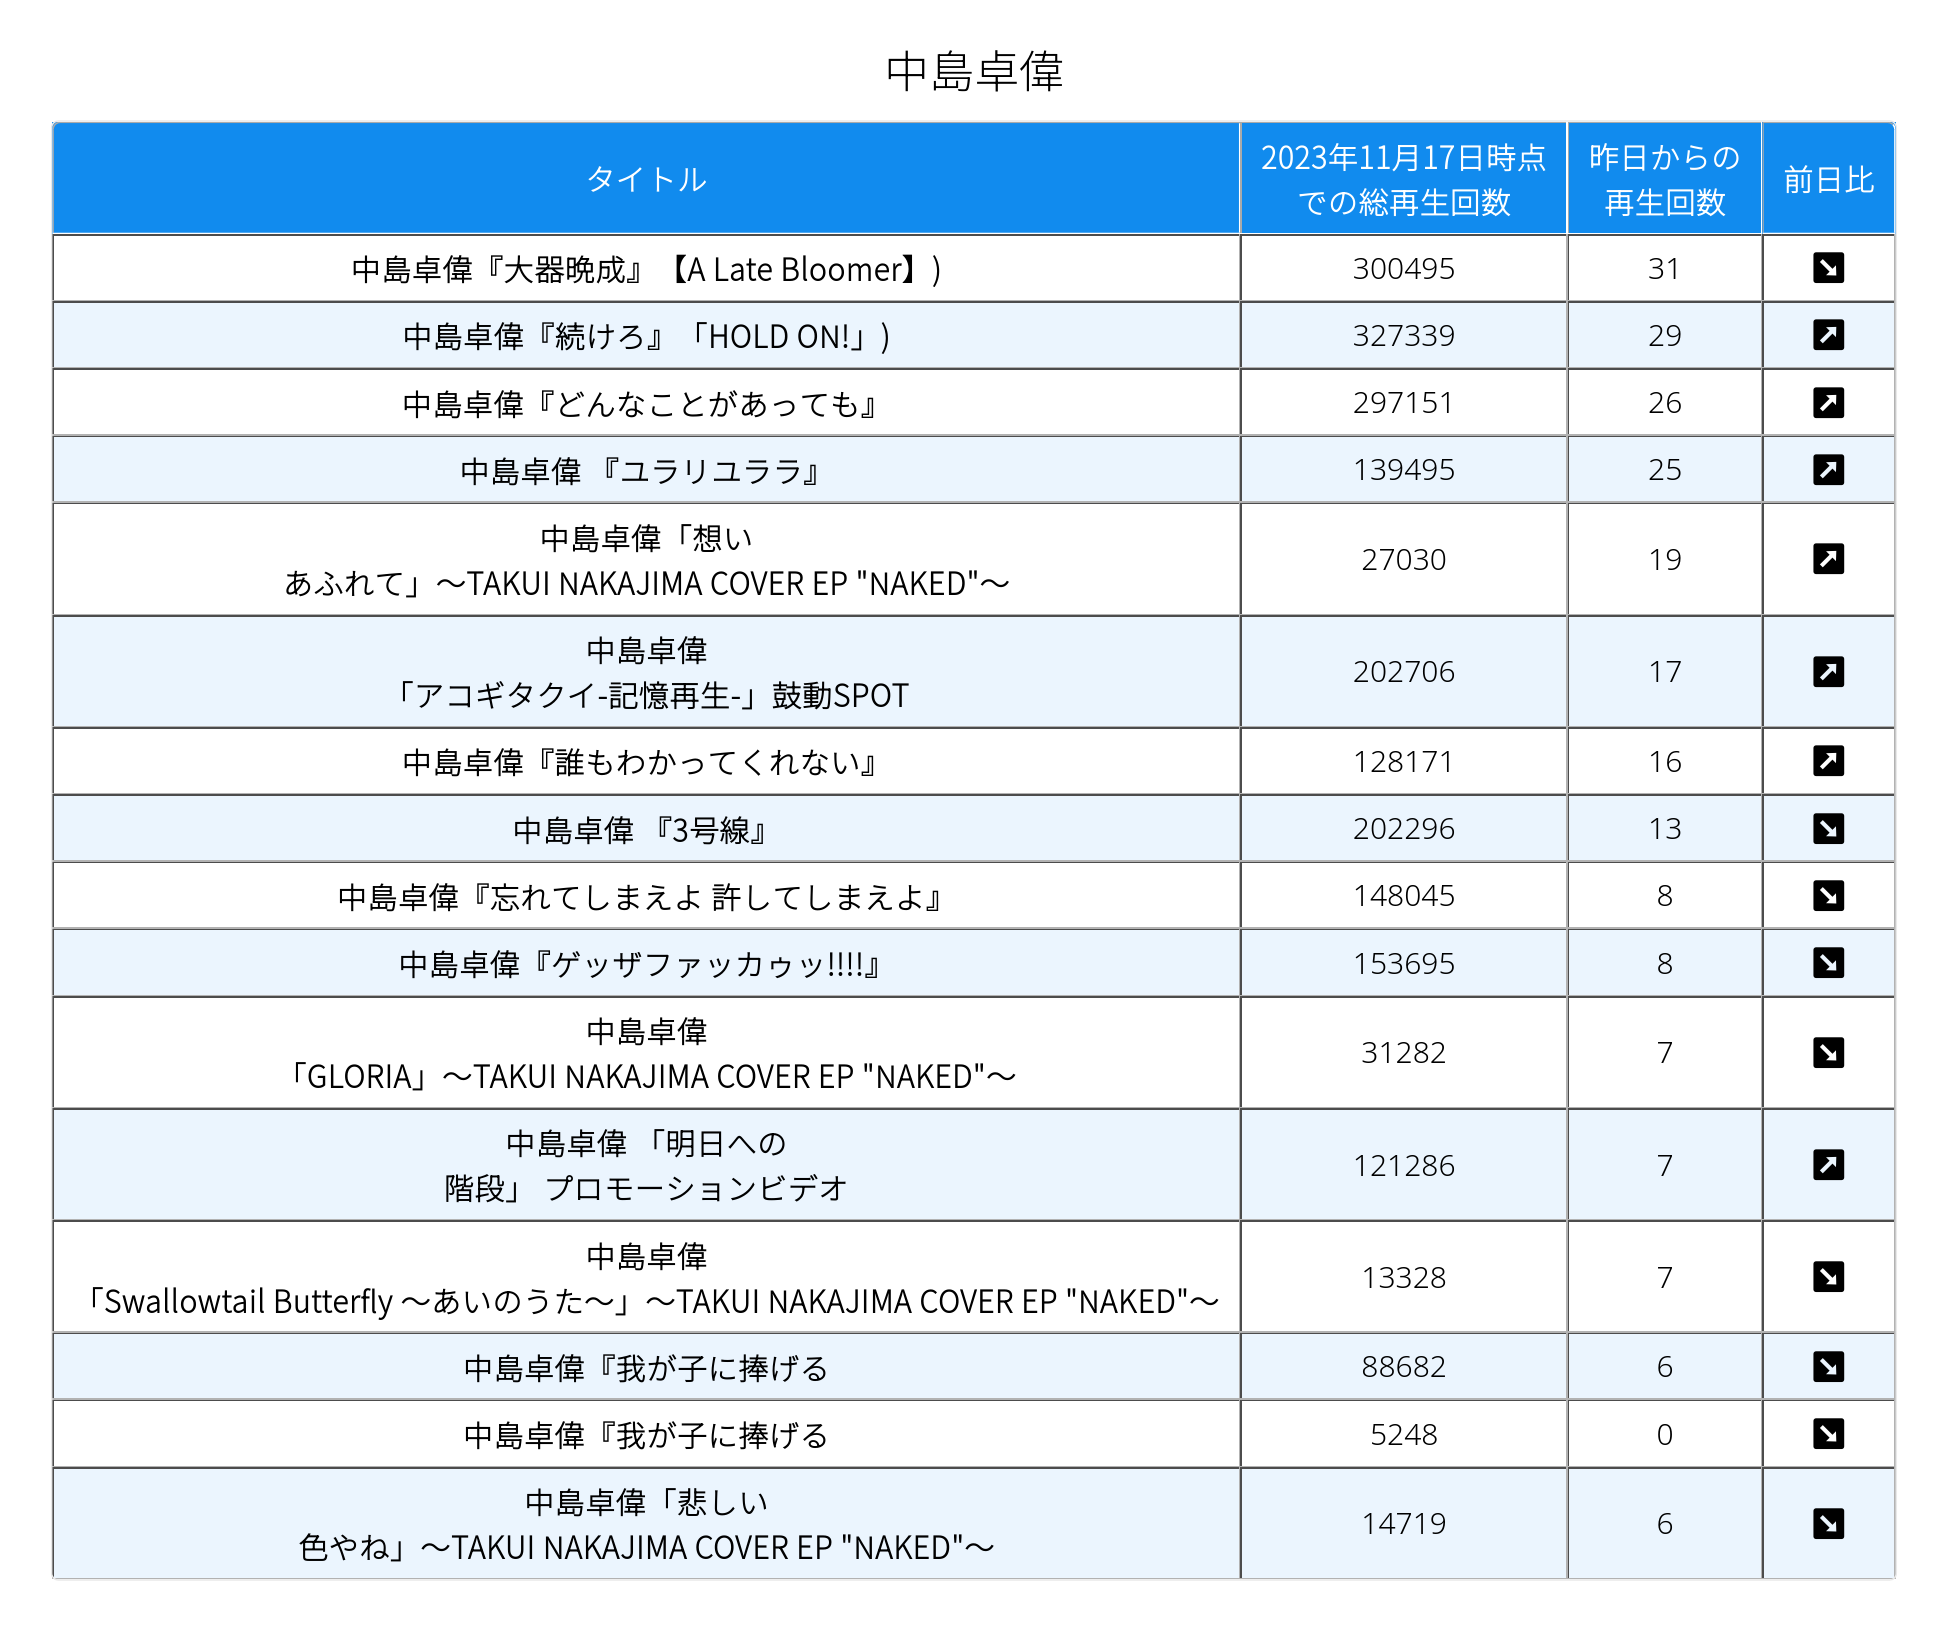 中島卓偉
タイトル
2023年11月17日時点
での総再生回数
昨日からの
再生回数
前日比
中島卓偉『大器晩成』【A Late Bloomer】)
300495
31
中島卓偉『続けろ』「HOLD ON!」)
327339
29
中島卓偉『どんなことがあっても』
297151
26
中島卓偉 『ユラリユララ』
139495
25
中島卓偉「想い
あふれて」～TAKUI NAKAJIMA COVER EP "NAKED"～
27030
19
中島卓偉
「アコギタクイ-記憶再生-」鼓動SPOT
202706
17
中島卓偉『誰もわかってくれない』
128171
16
中島卓偉 『3号線』
202296
13
中島卓偉『忘れてしまえよ 許してしまえよ』
148045
8
中島卓偉『ゲッザファッカゥッ!!!!』
153695
8
中島卓偉
「GLORIA」～TAKUI NAKAJIMA COVER EP "NAKED"～
31282
7
中島卓偉 「明日への
階段」 プロモーションビデオ
121286
7
中島卓偉
「Swallowtail Butterfly ～あいのうた～」～TAKUI NAKAJIMA COVER EP "NAKED"～
13328
7
中島卓偉『我が子に捧げる
88682
6
中島卓偉『我が子に捧げる
5248
0
中島卓偉「悲しい
色やね」～TAKUI NAKAJIMA COVER EP "NAKED"～
14719
6